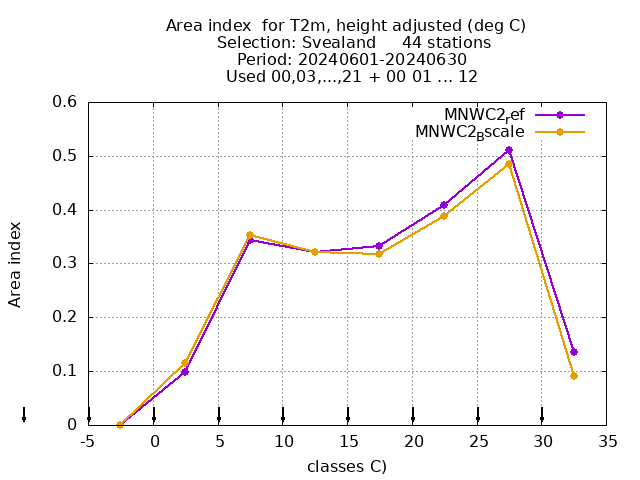 Area index  for T2m, height adjusted (deg C)
Selection: Svealand     44 stations
Period: 20240601-20240630
Used 00,03,...,21 + 00 01 ... 12
MNWC2ref
MNWC2Bscale
0.6
0.5
0.4
0.3
0.2
0.1
0
Area index
-5 0 5 10 15 20 25 30 35
classes C)